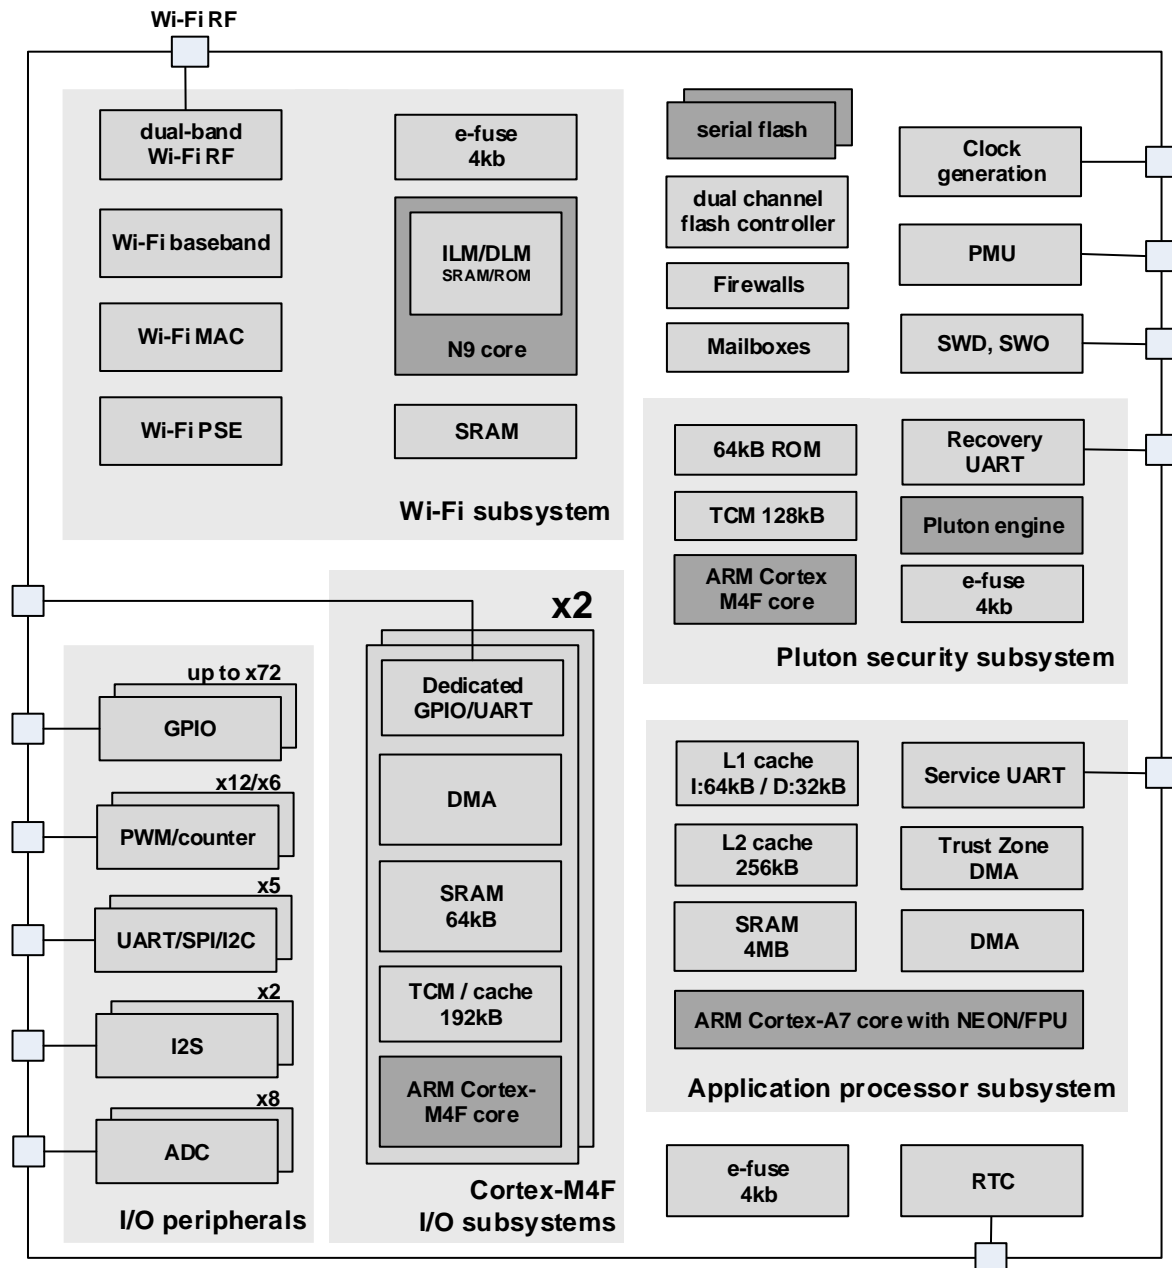 Wi-Fi RF
dual-band
Wi-Fi RF
e-fuse
4kb
Wi-Fi baseband
ILM/DLM
SRAM/ROM
N9 core
Wi-Fi MAC
Wi-Fi PSE
SRAM
Wi-Fi subsystem
serial flash
dual channel
flash controller
Firewalls
Mailboxes
Clock
generation
PMU
SWD, SWO
64kB ROM
Recovery
UART
TCM 128kB
Pluton engine
ARM Cortex
M4F core
e-fuse
4kb
Pluton security subsystem
up to x72
GPIO
x12/x6
PWM/counter
x5
UART/SPI/I2C
x2
I2S
x8
ADC
I/O peripherals
x2
Dedicated
GPIO/UART
DMA
SRAM
64kB
TCM / cache
192kB
ARM Cortex-
M4F core
Cortex-M4F
I/O subsystems
L1 cache
I:64kB / D:32kB
Service UART
L2 cache
256kB
Trust Zone
DMA
SRAM
4MB
DMA
ARM Cortex-A7 core with NEON/FPU
Application processor subsystem
e-fuse
4kb
RTC